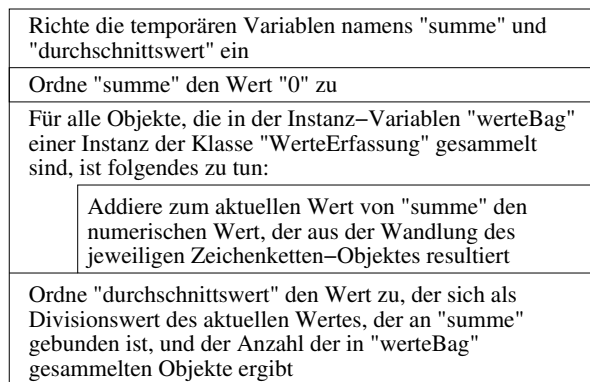 Richte die temporären Variablen namens "summe" und
"durchschnittswert" ein
Ordne "summe" den Wert "0" zu
Für alle Objekte, die in der Instanz−Variablen "werteBag"
einer Instanz der Klasse "WerteErfassung" gesammelt
sind, ist folgendes zu tun:
Addiere zum aktuellen Wert von "summe" den
numerischen Wert, der aus der Wandlung des
jeweiligen Zeichenketten−Objektes resultiert
Ordne "durchschnittswert" den Wert zu, der sich als
Divisionswert des aktuellen Wertes, der an "summe"
gebunden ist, und der Anzahl der in "werteBag"
gesammelten Objekte ergibt